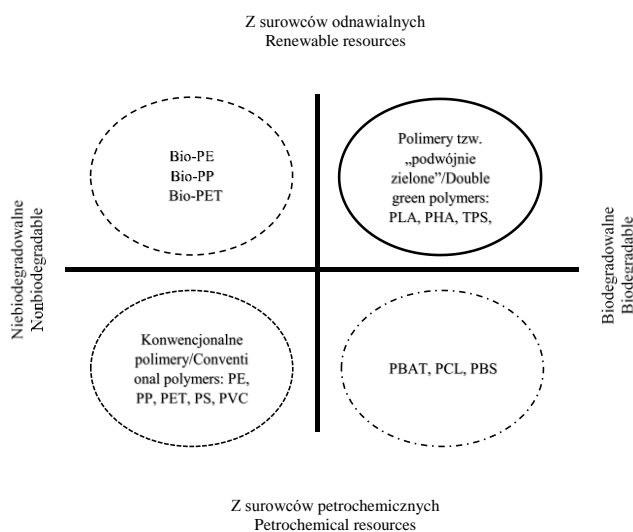 Z surowców odnawialnych
Renewable resources
Bio-PE
Bio-PP
Bio-PET
Polimery tzw.
„podwójnie
zielone”/Double
green polymers:
PLA, PHA, TPS,
Niebiodegradowalne
Nonbiodegradable
Biodegradowalne
Biodegradable
Konwencjonalne
polimery/Conventi
onal polymers: PE,
PP, PET, PS, PVC
PBAT, PCL, PBS
Z surowców petrochemicznych
Petrochemical resources